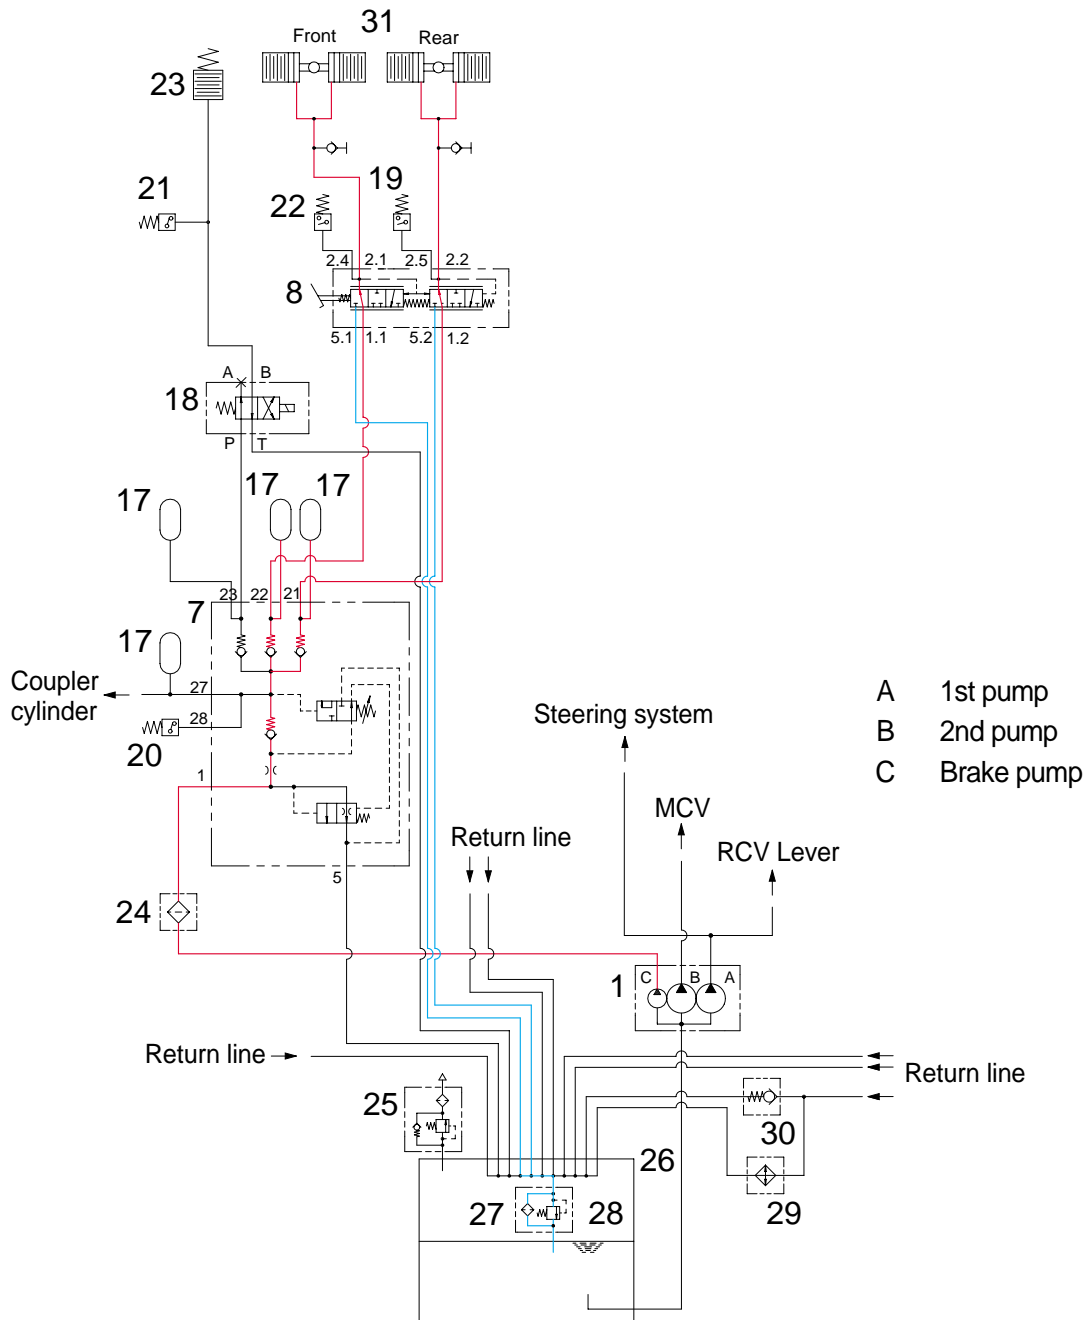 31
Front
Rear
23
21
22
19
2.4
2.1
2.5
2.2
8
5.1
1.1
5.2
1.2
A
B
18
P
T
17
17
17
23
22
21
7
17
Coupler
cylinder
27
28
20
1
5
24
Steering system
MCV
RCV Lever
Return line
A 1st pump
B 2nd pump
C Brake pump
1
C
B
A
Return line
Return line
25
30
26
29
27
28